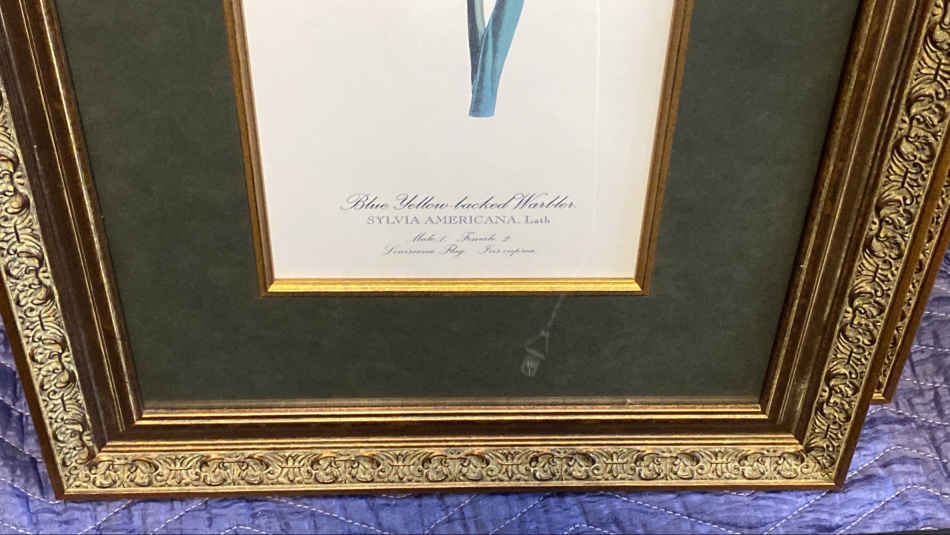 Blue Yellow-backed Warbler.
SYLVIA AMERICANA, Lath
Male, 1. Female, 2.
Louisiana Flag. Iris cuprea.